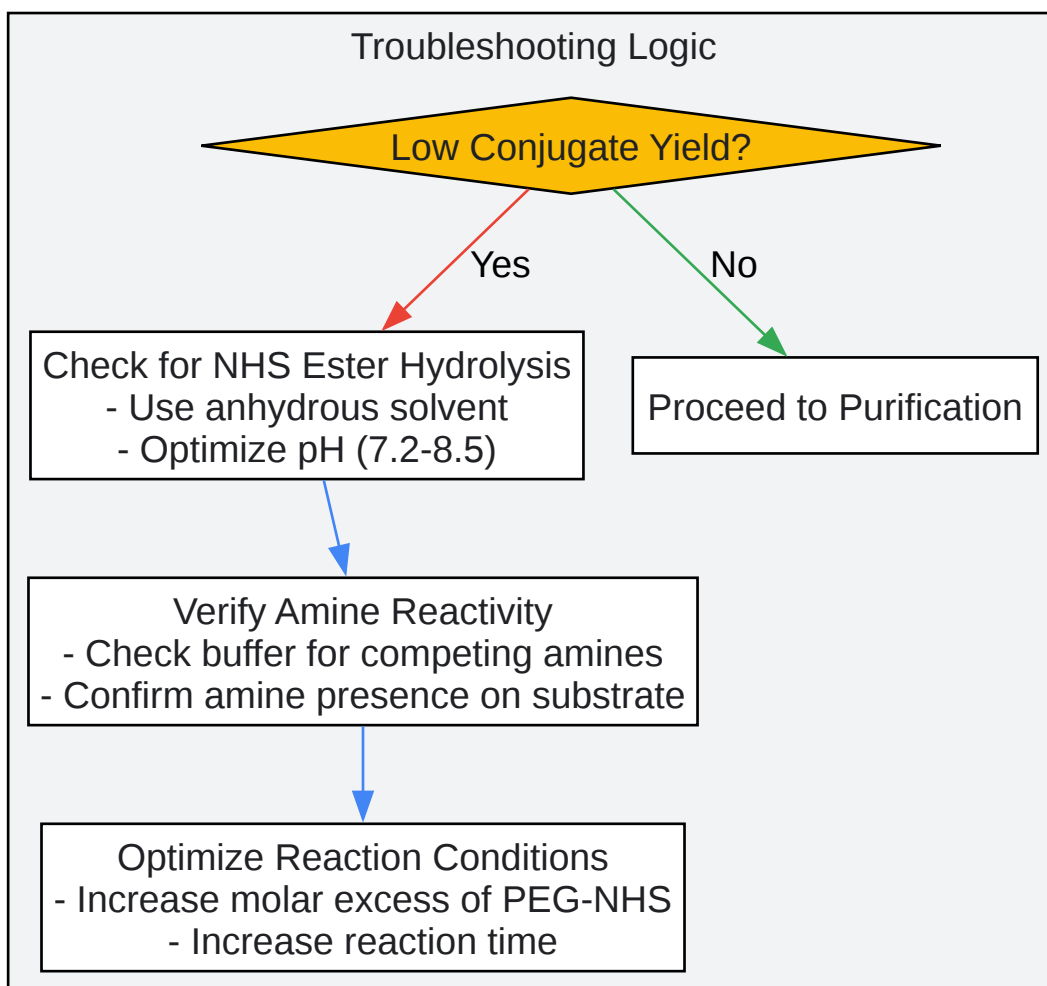 Troubleshooting Logic
Low Conjugate Yield?
Yes
No
Check for NHS Ester Hydrolysis
- Use anhydrous solvent
- Optimize pH (7.2-8.5)
Proceed to Purification
Verify Amine Reactivity
- Check buffer for competing amines
- Confirm amine presence on substrate
Optimize Reaction Conditions
- Increase molar excess of PEG-NHS
- Increase reaction time